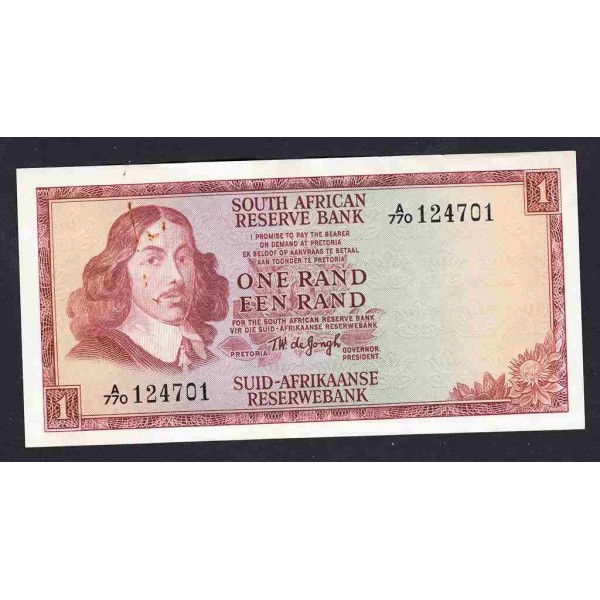 SOUTH AFRICAN
RESERVE BANK
I PROMISE TO PAY THE BEARER
ON DEMAND AT PRETORIA
EK BELOOF OP AANVRAAG TE BETAAL
AAN TOONDER TE PRETORIA
ONE RAND
EEN RAND
FOR THE SOUTH AFRICAN RESERVE BANK
VIR DIE SUID-AFRIKAANSE RESERWEBANK
PRETORIA T.W. de Jongh GOVERNOR.
PRESIDENT.
SUID-AFRIKAANSE
RESERWEBANK
A/770 124701
A/770 124701
1
1